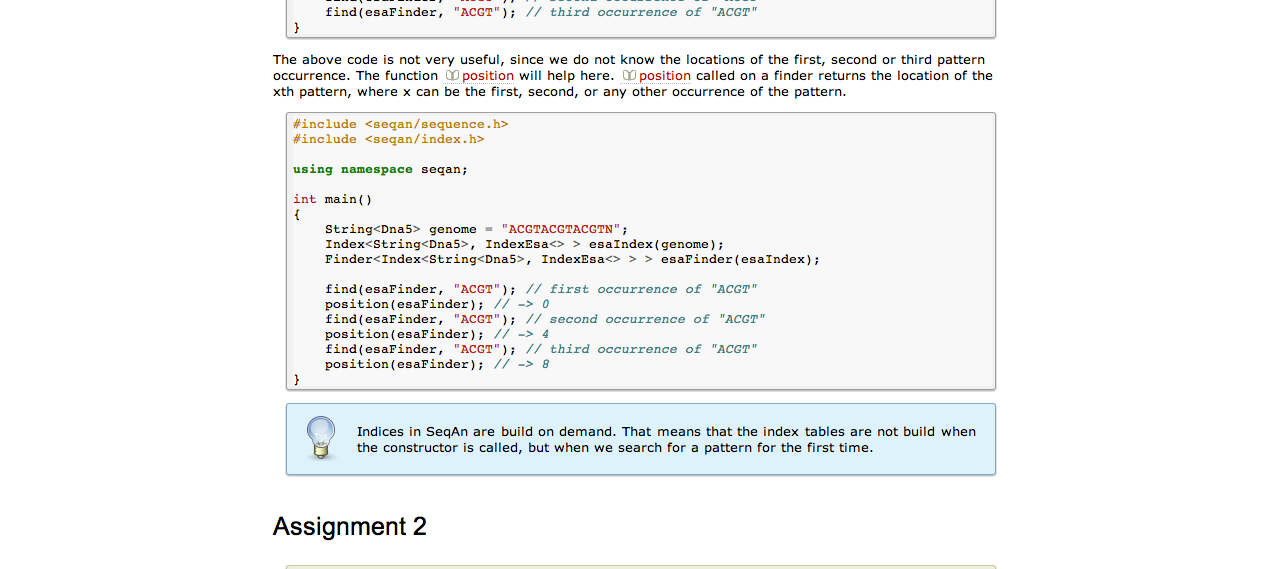 find(esaFinder, "ACGT"); // third occurrence of "ACGT"
}
The above code is not very useful, since we do not know the locations of the first, second or third pattern
occurrence. The function position will help here. position called on a finder returns the location of the
xth pattern, where x can be the first, second, or any other occurrence of the pattern.
#include <seqan/sequence.h>
#include <seqan/index.h>
using namespace seqan;
int main()
{
String<Dna5> genome = "ACGTACGTACGTN";
Index<String<Dna5>, IndexEsa<> > esaIndex(genome);
Finder<Index<String<Dna5>, IndexEsa<> > > esaFinder(esaIndex);
find(esaFinder, "ACGT"); // first occurrence of "ACGT"
position(esaFinder); // -> 0
find(esaFinder, "ACGT"); // second occurrence of "ACGT"
position(esaFinder); // -> 4
find(esaFinder, "ACGT"); // third occurrence of "ACGT"
position(esaFinder); // -> 8
}
Indices in SeqAn are build on demand. That means that the index tables are not build when
the constructor is called, but when we search for a pattern for the first time.
Assignment 2